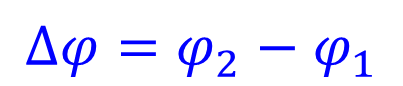 Δφ = φ₂ − φ₁